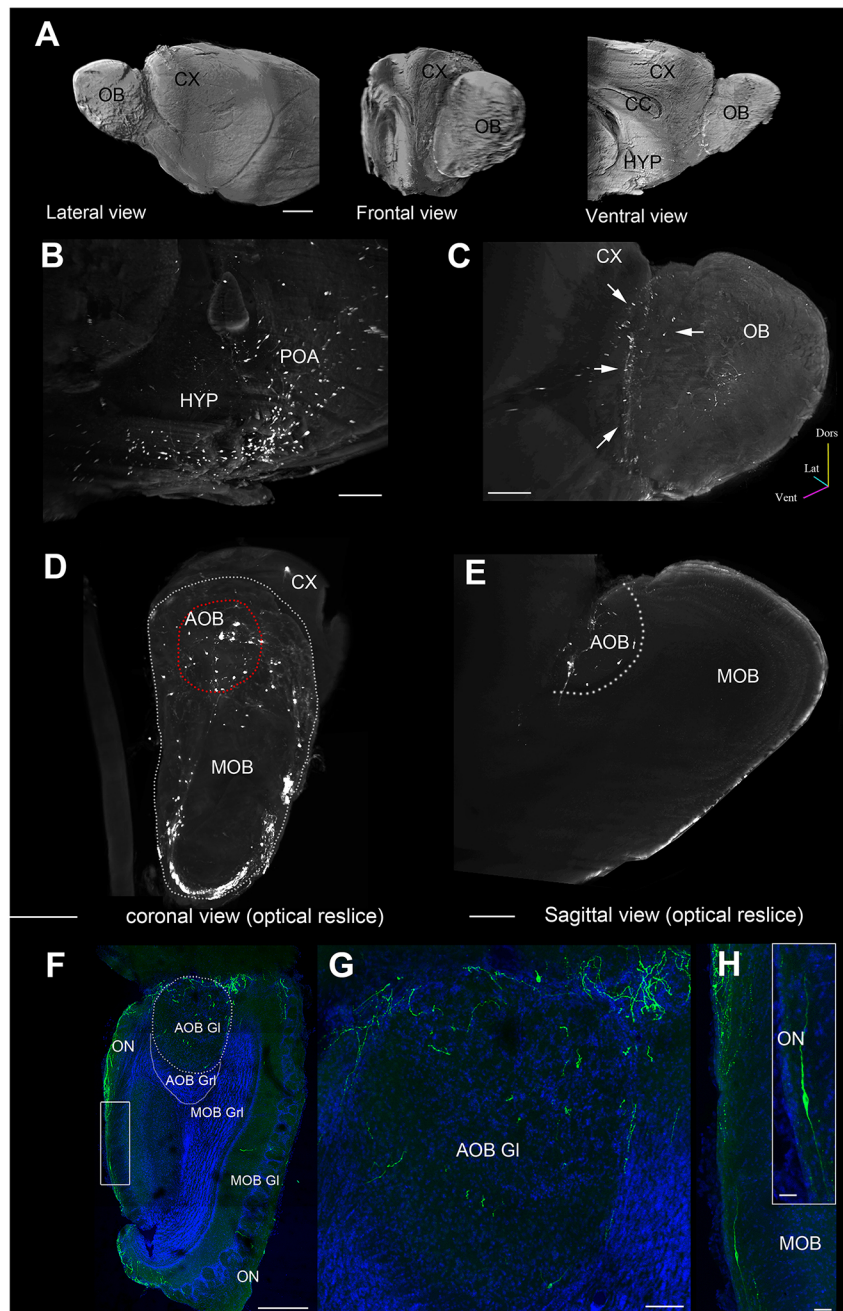 A
OB
CX
Lateral view
CX
OB
Frontal view
CX
CC
OB
HYP
Ventral view
B
POA
HYP
C
CX
OB
Dors
Lat
Vent
D
CX
AOB
MOB
coronal view (optical reslice)
E
AOB
MOB
Sagittal view (optical reslice)
F
AOB Gl
ON
AOB Grl
MOB Grl
MOB Gl
ON
G
AOB Gl
H
ON
MOB